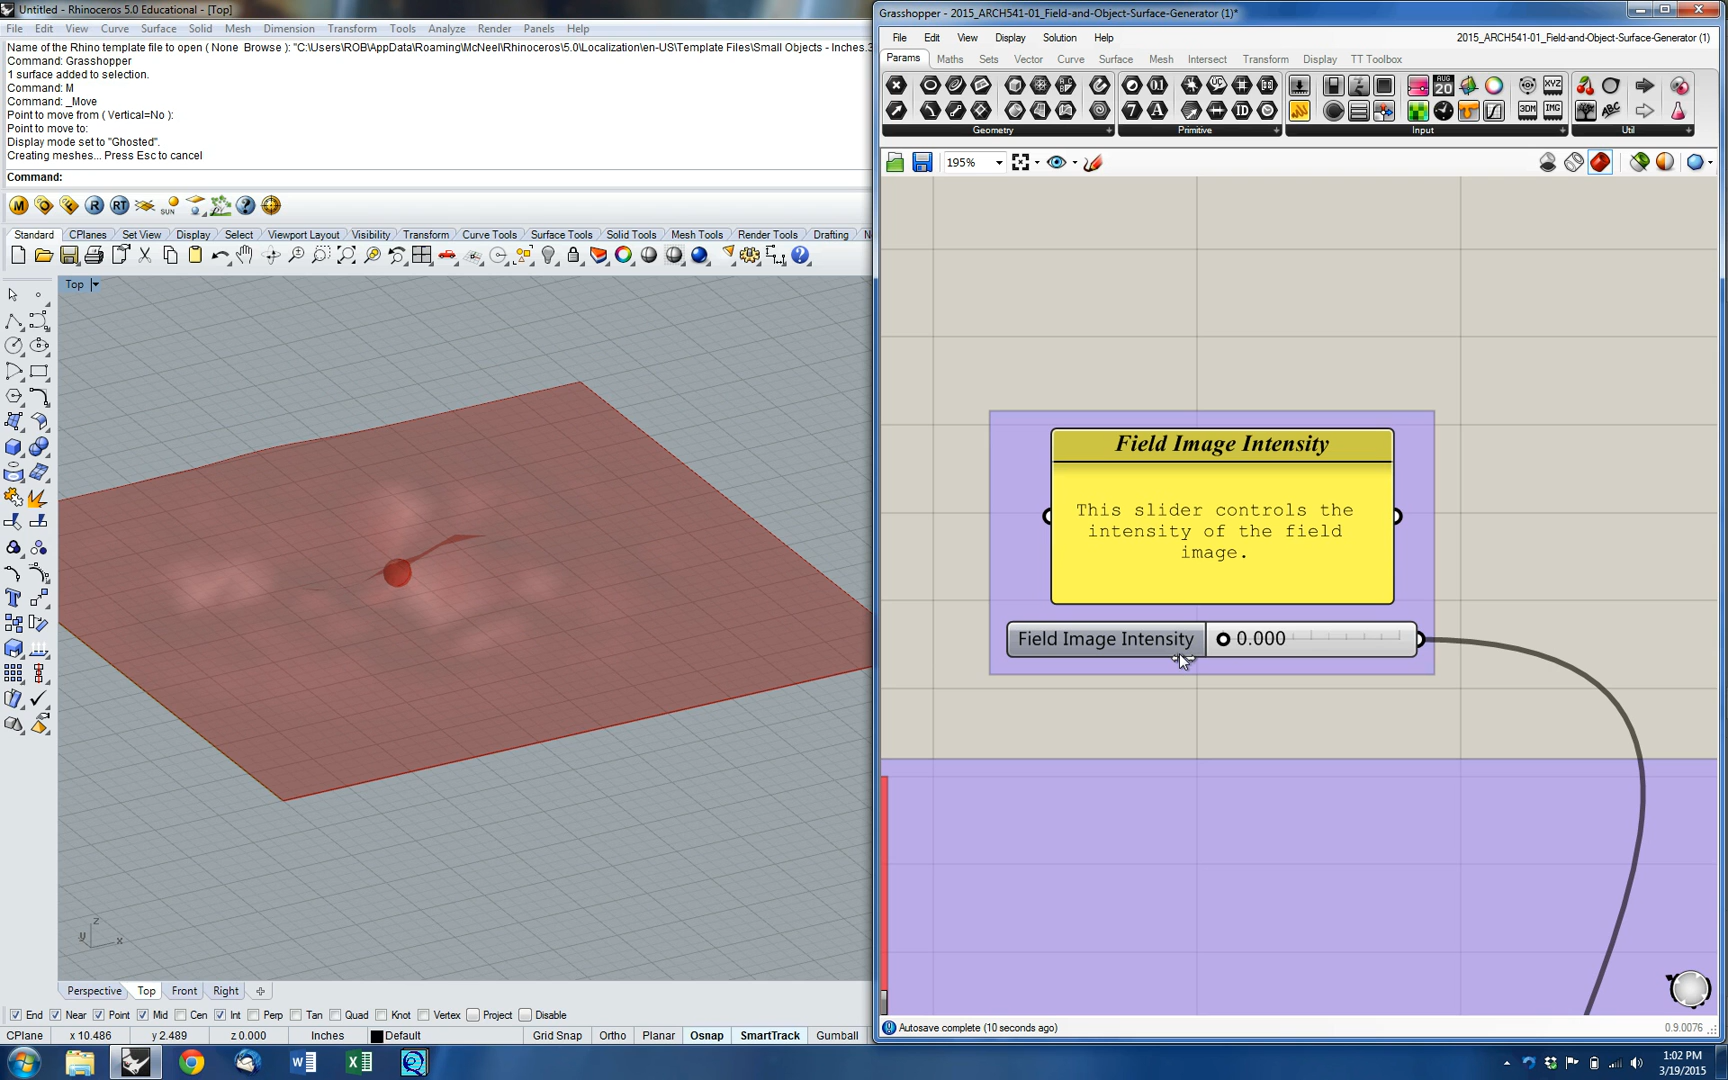 Untitled - Rhinoceros 5.0 Educational - [Top]
File Edit View Curve Surface Solid Mesh Dimension Transform Tools Analyze Render Panels Help
Name of the Rhino template file to open ( None Browse ): "C:\Users\ROB\AppData\Roaming\McNeel\Rhinoceros\5.0\Localization\en-US\Template Files\Small Objects - Inches.3
Command: Grasshopper
1 surface added to selection.
Command: M
Command: _Move
Point to move from ( Vertical=No ):
Point to move to:
Display mode set to "Ghosted".
Creating meshes... Press Esc to cancel
Command:
Standard CPlanes Set View Display Select Viewport Layout Visibility Transform Curve Tools Surface Tools Solid Tools Mesh Tools Render Tools Drafting N
Top
z
y
x
Perspective Top Front Right
End Near Point Mid Cen Int Perp Tan Quad Knot Vertex Project Disable
CPlane x 10.486 y 2.489 z 0.000 Inches Default Grid Snap Ortho Planar Osnap SmartTrack Gumball
Grasshopper - 2015_ARCH541-01_Field-and-Object-Surface-Generator (1)*
File Edit View Display Solution Help 2015_ARCH541-01_Field-and-Object-Surface-Generator (1)
Params Maths Sets Vector Curve Surface Mesh Intersect Transform Display TT Toolbox
Geometry Primitive Input Util
195%
Field Image Intensity
This slider controls the
intensity of the field
image.
Field Image Intensity 0.000
Autosave complete (10 seconds ago) 0.9.0076
1:02 PM
3/19/2015